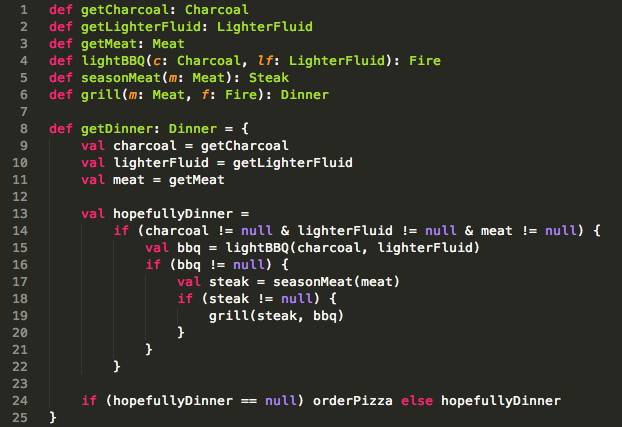 1 def getCharcoal: Charcoal
2 def getLighterFluid: LighterFluid
3 def getMeat: Meat
4 def lightBBQ(c: Charcoal, lf: LighterFluid): Fire
5 def seasonMeat(m: Meat): Steak
6 def grill(m: Meat, f: Fire): Dinner
7
8 def getDinner: Dinner = {
9     val charcoal = getCharcoal
10     val lighterFluid = getLighterFluid
11     val meat = getMeat
12
13     val hopefullyDinner =
14         if (charcoal != null & lighterFluid != null & meat != null) {
15             val bbq = lightBBQ(charcoal, lighterFluid)
16             if (bbq != null) {
17                 val steak = seasonMeat(meat)
18                 if (steak != null) {
19                     grill(steak, bbq)
20                 }
21             }
22         }
23
24     if (hopefullyDinner == null) orderPizza else hopefullyDinner
25 }